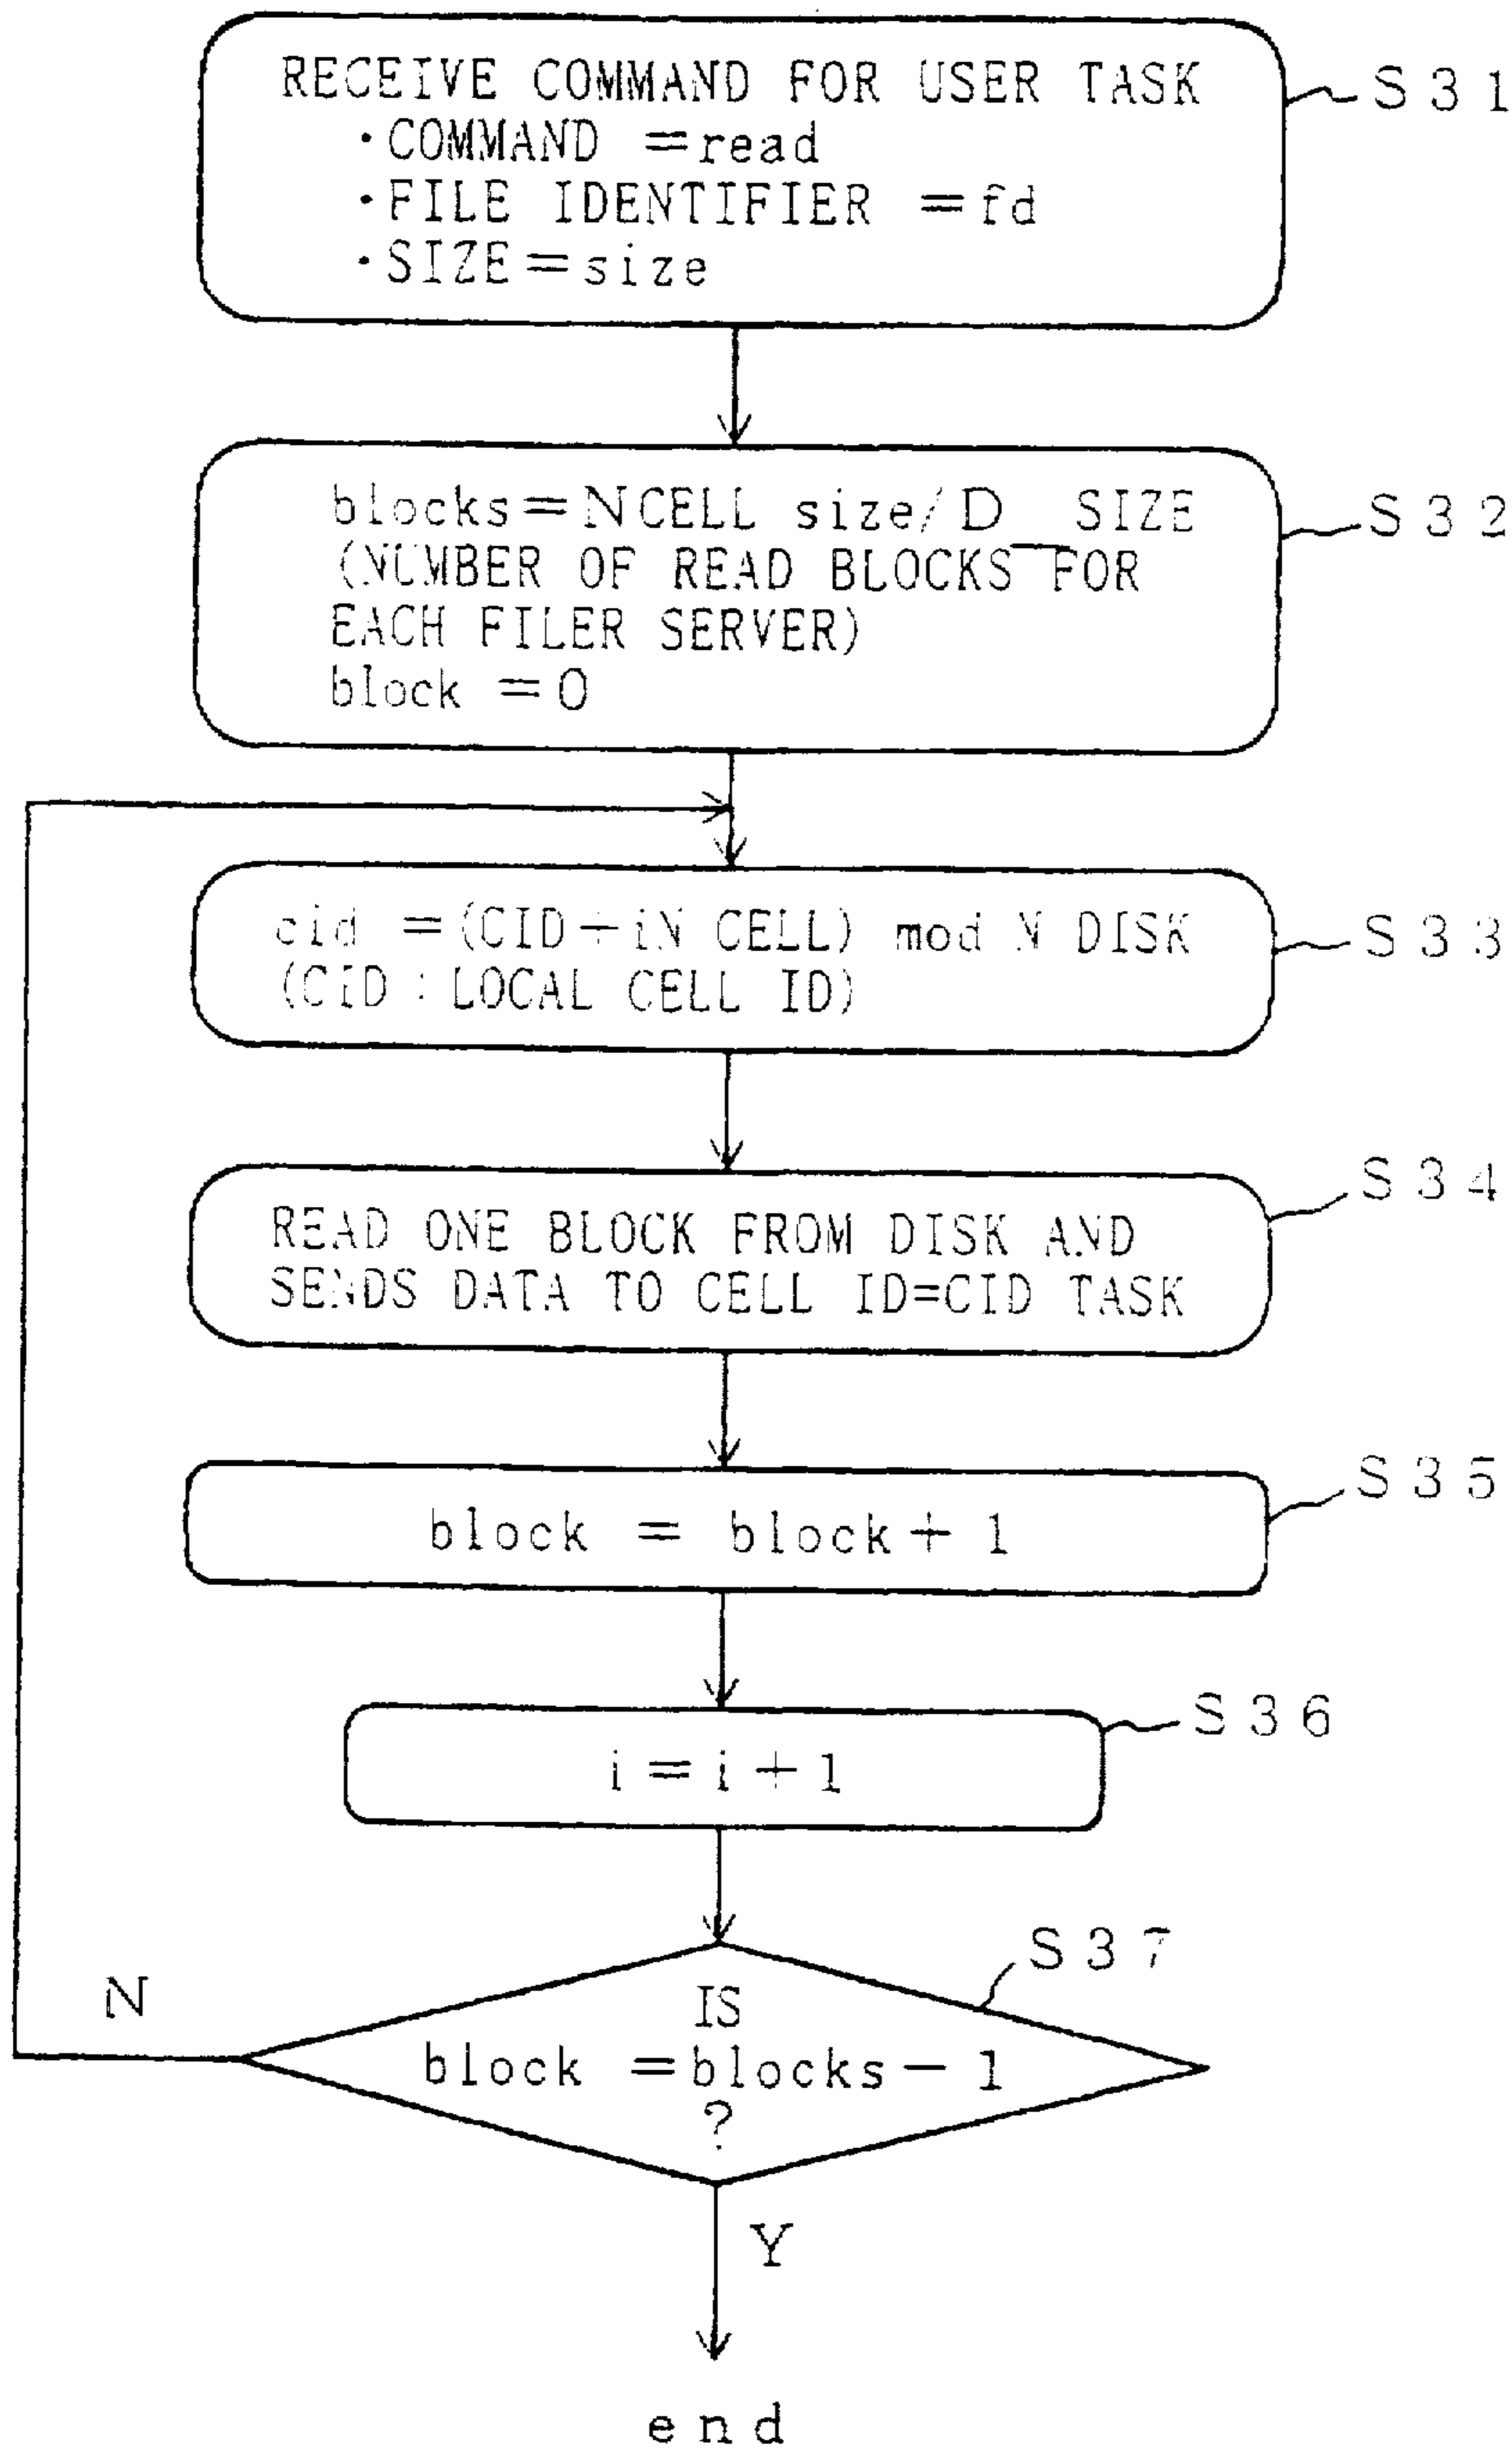 RECEIVE COMMAND FOR USER TASK
・COMMAND =read
・FILE IDENTIFIER =fd
・SIZE=size
S31
blocks=NCELL size/D_SIZE
(NUMBER OF READ BLOCKS FOR
EACH FILER SERVER)
block =0
S32
cid =(CID+iN CELL) mod N DISK
(CID : LOCAL CELL ID)
S33
READ ONE BLOCK FROM DISK AND
SENDS DATA TO CELL ID=CID TASK
S34
block = block+1
S35
i=i+1
S36
IS
block =blocks-1
?
S37
N
Y
end